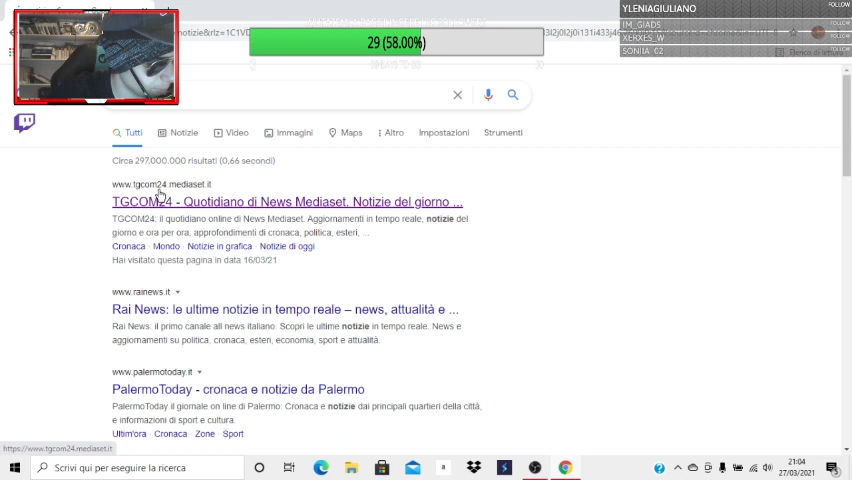 YLENIAGIULIANO
FOLLOW
IM_GIADS
FOLLOW
XERXES_W
FOLLOW
SONIIA_02
FOLLOW
29 (58.00%)
Elenco di lettura
Tutti
Notizie
Video
Immagini
Maps
Altro
Impostazioni
Strumenti
Circa 297.000.000 risultati (0,66 secondi)
www.tgcom24.mediaset.it
TGCOM24 - Quotidiano di News Mediaset. Notizie del giorno ...
TGCOM24: il quotidiano online di News Mediaset. Aggiornamenti in tempo reale, notizie del
giorno e ora per ora, approfondimenti di cronaca, politica, esteri, ...
Cronaca · Mondo · Notizie in grafica · Notizie di oggi
Hai visitato questa pagina in data 16/03/21
www.rainews.it
Rai News: le ultime notizie in tempo reale – news, attualità e ...
Rai News: il primo canale all news italiano. Scopri le ultime notizie in tempo reale. News e
aggiornamenti su politica, cronaca, esteri, economia, sport e attualità.
www.palermotoday.it
PalermoToday - cronaca e notizie da Palermo
PalermoToday il giornale on line di Palermo: Cronaca e notizie dai principali quartieri della città,
e informazioni di sport e cultura.
Ultim'ora · Cronaca · Zone · Sport
https://www.tgcom24.mediaset.it
Scrivi qui per eseguire la ricerca
21:04
27/03/2021